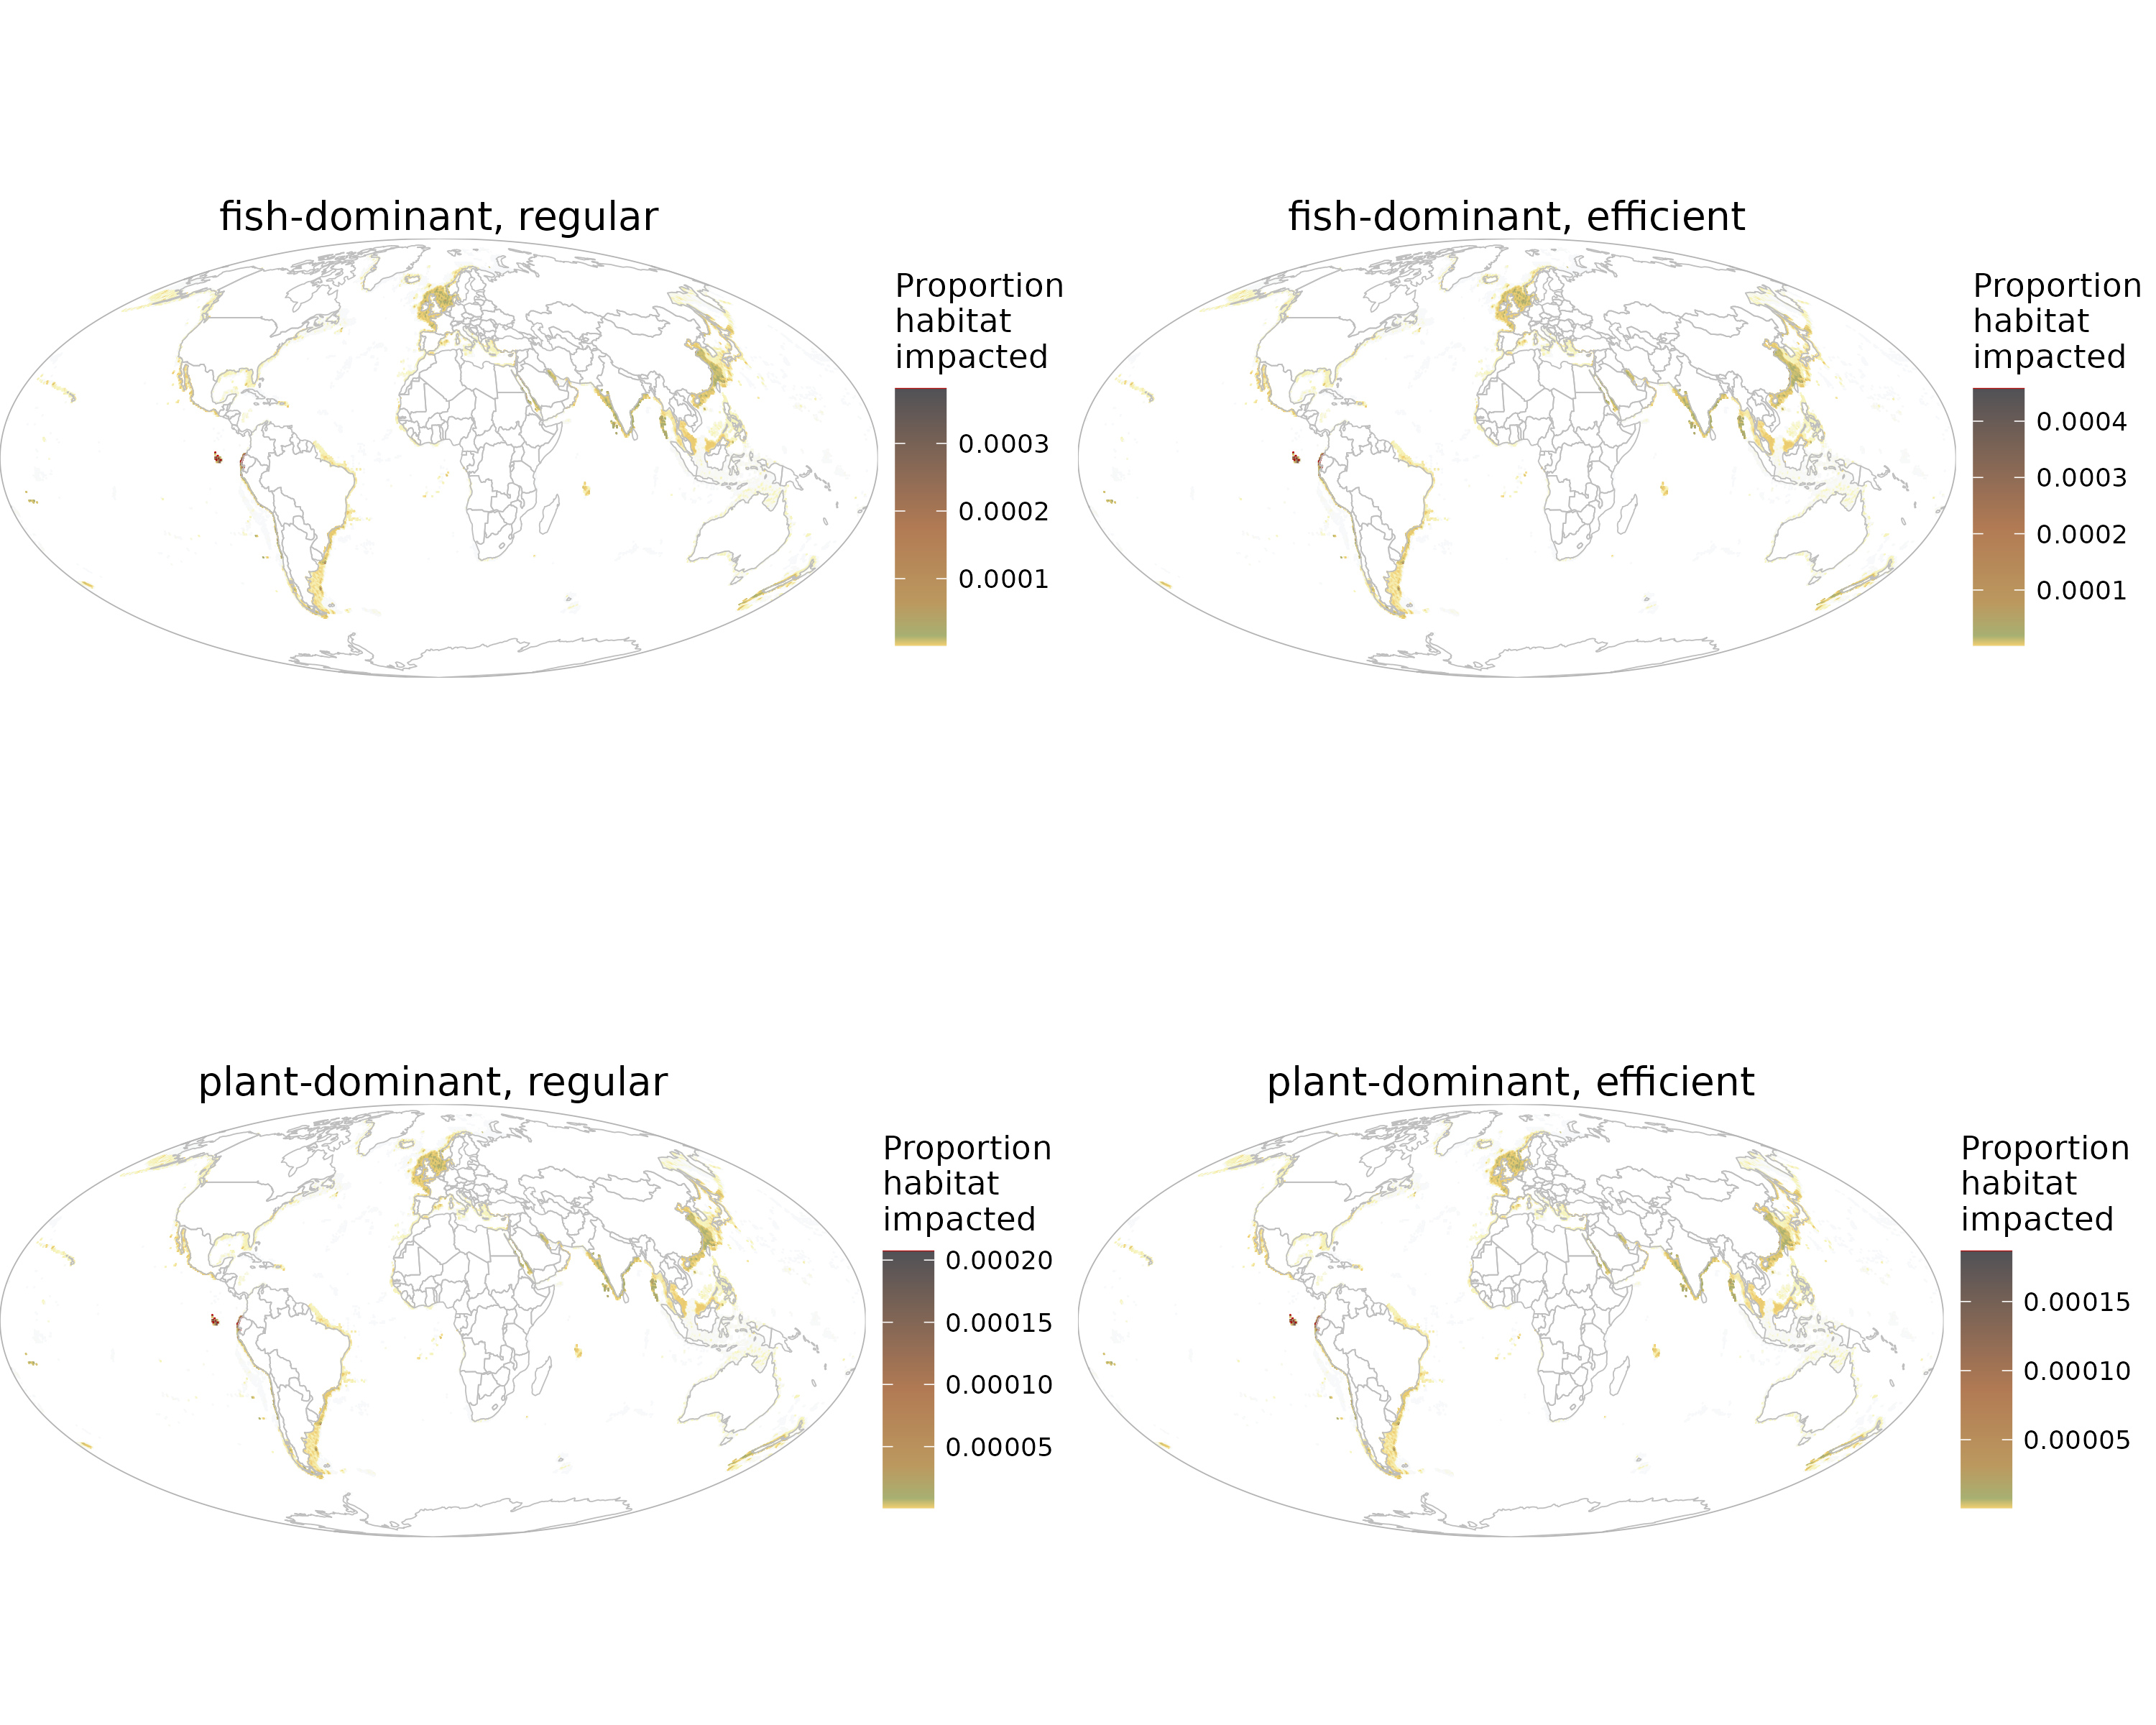 fish-dominant, regular
Proportion
habitat
impacted
0.0003
0.0002
0.0001
fish-dominant, efficient
Proportion
habitat
impacted
0.0004
0.0003
0.0002
0.0001
plant-dominant, regular
Proportion
habitat
impacted
0.00020
0.00015
0.00010
0.00005
plant-dominant, efficient
Proportion
habitat
impacted
0.00015
0.00010
0.00005